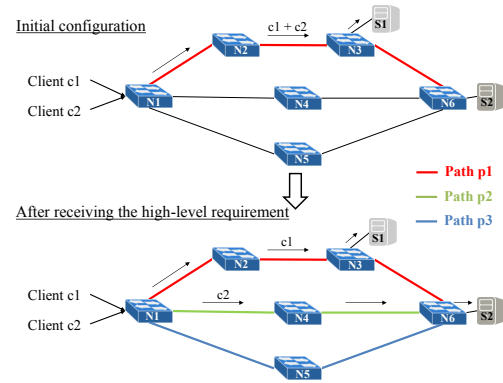 Initial configuration
c1 + c2
S1
N2
N3
Client c1
Client c2
N1
N4
N6
S2
N5
Path p1
Path p2
Path p3
After receiving the high-level requirement
c1
S1
N2
N3
Client c1
c2
Client c2
N1
N4
N6
S2
N5